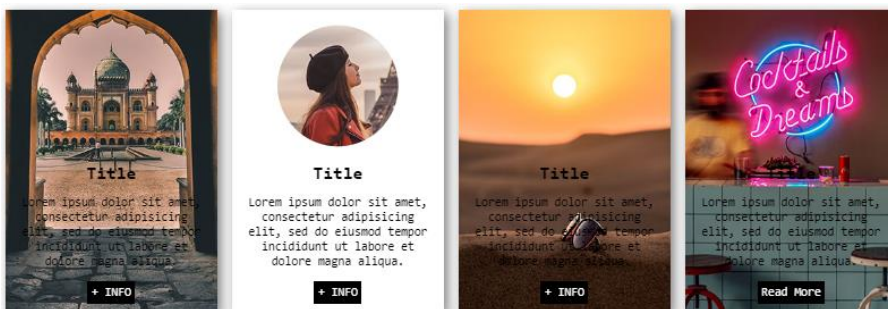 Title
Lorem ipsum dolor sit amet,
consectetur adipisicing
elit, sed do eiusmod tempor
incididunt ut labore et
dolore magna aliqua.
+ INFO
Title
Lorem ipsum dolor sit amet,
consectetur adipisicing
elit, sed do eiusmod tempor
incididunt ut labore et
dolore magna aliqua.
+ INFO
Title
Lorem ipsum dolor sit amet,
consectetur adipisicing
elit, sed do eiusmod tempor
incididunt ut labore et
dolore magna aliqua.
+ INFO
Cocktails
&
Dreams
Title
Lorem ipsum dolor sit amet,
consectetur adipisicing
elit, sed do eiusmod tempor
incididunt ut labore et
dolore magna aliqua.
Read More